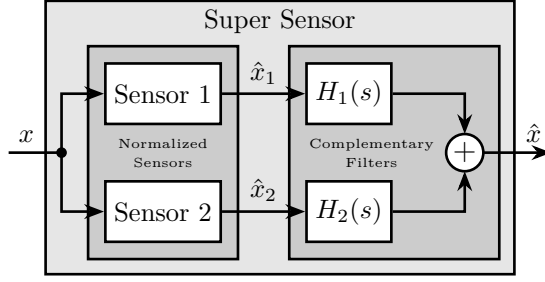 Super Sensor
Sensor 1
x̂₁
H₁(s)
x
Normalized
Sensors
Complementary
Filters
+
x̂
Sensor 2
x̂₂
H₂(s)